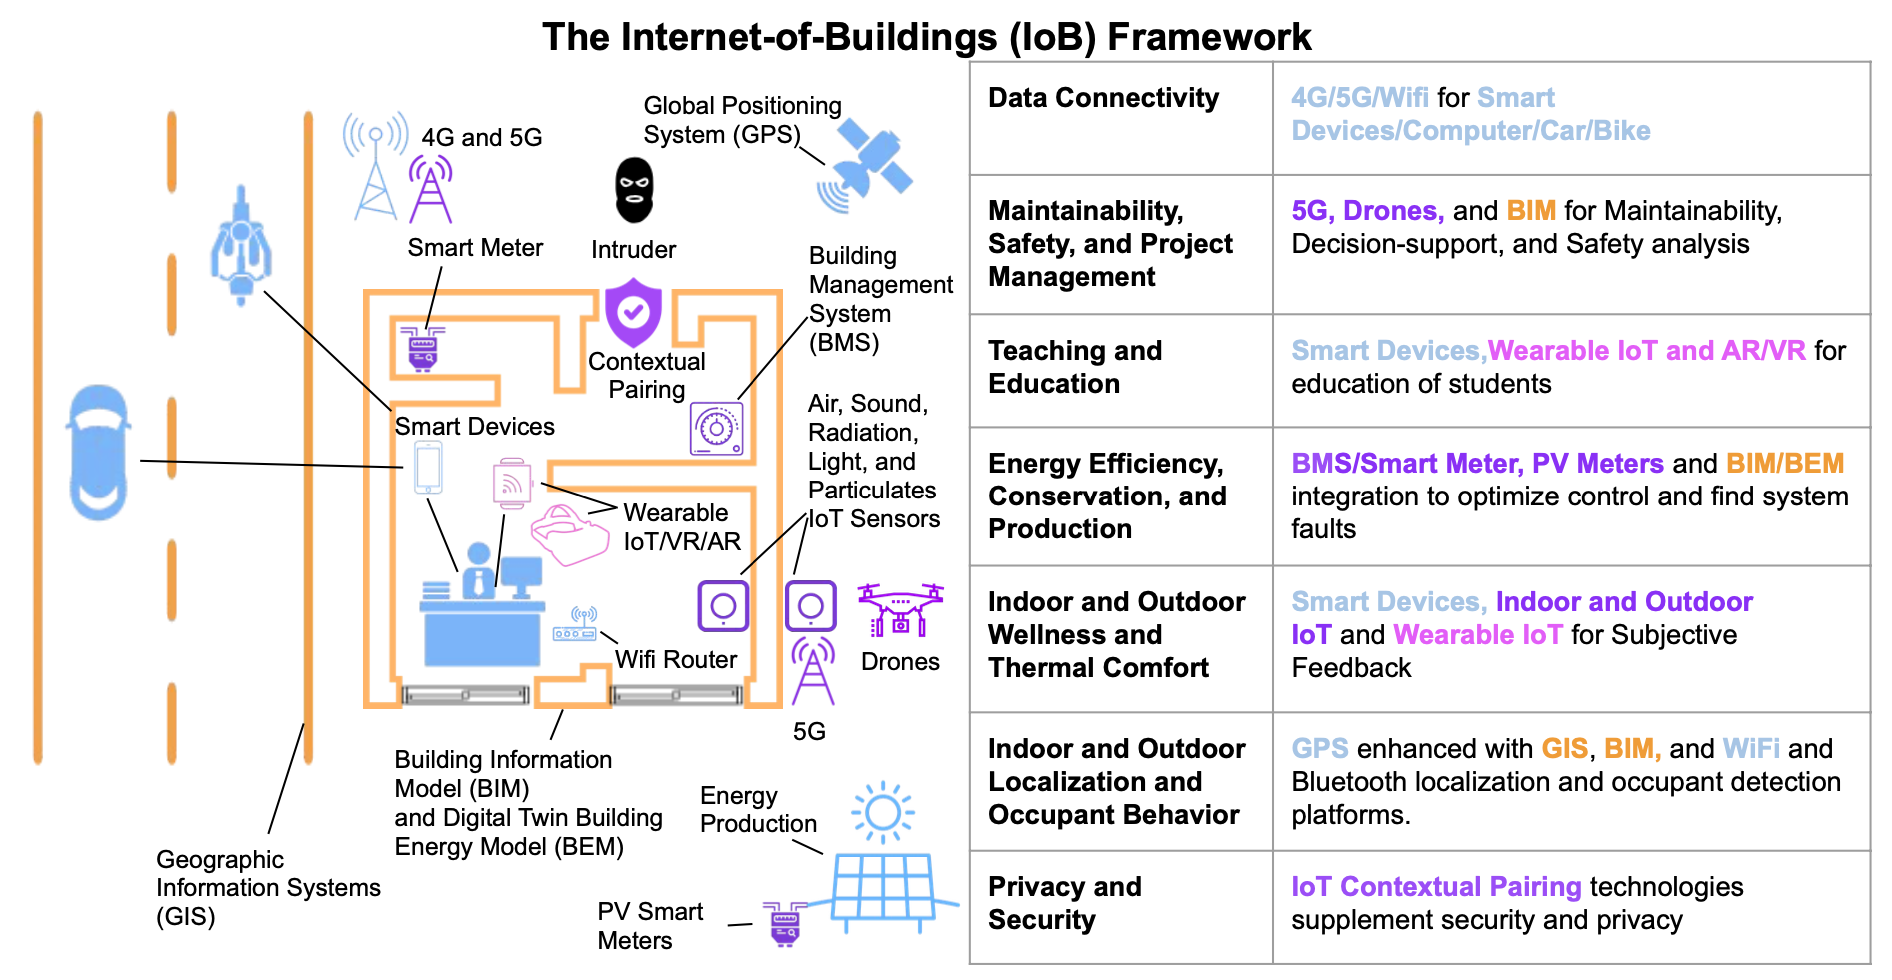 The Internet-of-Buildings (IoB) Framework
Global Positioning
System (GPS)
4G and 5G
Smart Meter
Intruder
Building
Management
System
(BMS)
Contextual
Pairing
Air, Sound,
Radiation,
Light, and
Particulates
IoT Sensors
Smart Devices
Wearable
IoT/VR/AR
Wifi Router
Drones
5G
Building Information
Model (BIM)
and Digital Twin Building
Energy Model (BEM)
Energy
Production
Geographic
Information Systems
(GIS)
PV Smart
Meters
Data Connectivity
4G/5G/Wifi for Smart
Devices/Computer/Car/Bike
Maintainability,
Safety, and Project
Management
5G, Drones, and BIM for Maintainability,
Decision-support, and Safety analysis
Teaching and
Education
Smart Devices,Wearable IoT and AR/VR for
education of students
Energy Efficiency,
Conservation, and
Production
BMS/Smart Meter, PV Meters and BIM/BEM
integration to optimize control and find system
faults
Indoor and Outdoor
Wellness and
Thermal Comfort
Smart Devices, Indoor and Outdoor
IoT and Wearable IoT for Subjective
Feedback
Indoor and Outdoor
Localization and
Occupant Behavior
GPS enhanced with GIS, BIM, and WiFi and
Bluetooth localization and occupant detection
platforms.
Privacy and
Security
IoT Contextual Pairing technologies
supplement security and privacy